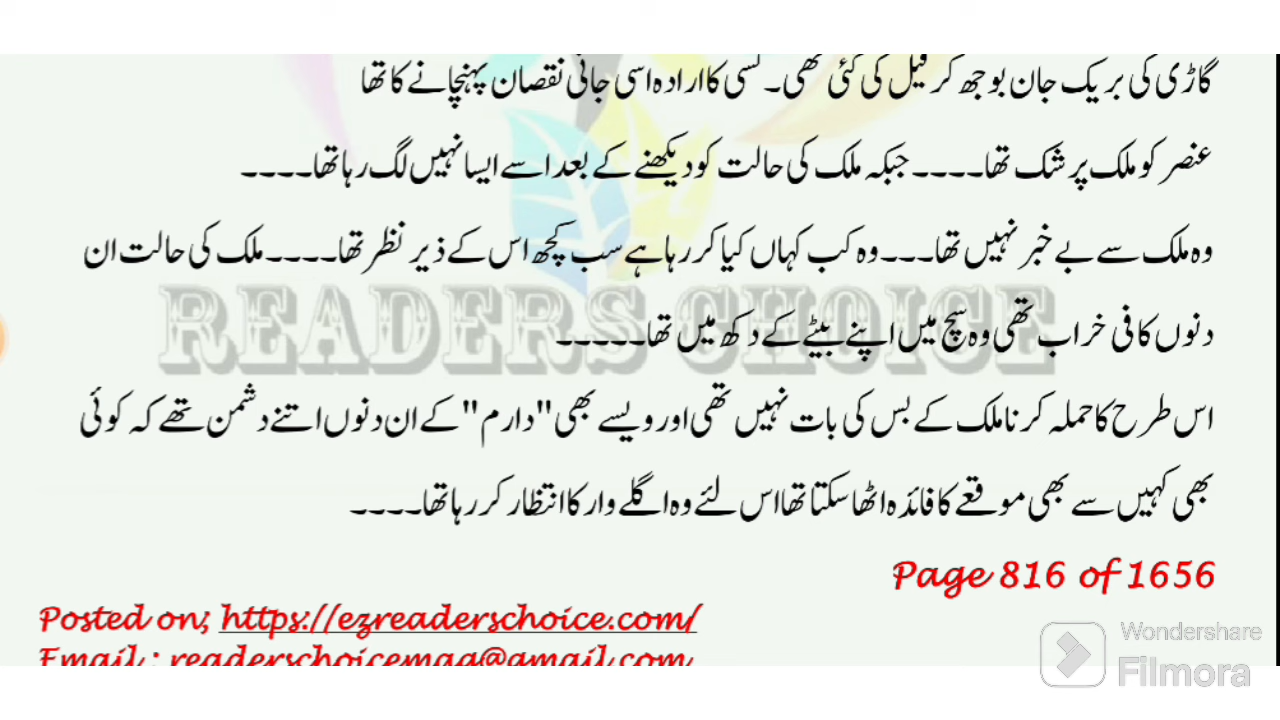 گاڑی کی بریک جان بوجھ کر فیل کی گئی تھی۔ کسی کا ارادہ اسی جانی نقصان پہنچانے کا تھا
عنصر کو ملک پر شک تھا۔۔۔۔ جبکہ ملک کی حالت کو دیکھنے کے بعد اسے ایسا نہیں لگ رہا تھا۔۔۔۔
وہ ملک سے بے خبر نہیں تھا۔۔۔ وہ کب کہاں کیا کر رہا ہے سب کچھ اس کے ذیر نظر تھا۔۔۔۔ ملک کی حالت ان
دنوں کافی خراب تھی وہ سچ میں اپنے بیٹے کے دکھ میں تھا۔۔۔۔۔
READERS CHOICE
اس طرح کا حملہ کرنا ملک کے بس کی بات نہیں تھی اور ویسے بھی "دارم" کے ان دنوں اتنے دشمن تھے کہ کوئی
بھی کہیں سے بھی موقعے کا فائدہ اٹھا سکتا تھا اس لئے وہ اگلے وار کا انتظار کر رہا تھا۔۔۔۔
Page 816 of 1656
Posted on; https://ezreaderschoice.com/
Email : readerschoicemag@gmail.com
Wondershare
Filmora